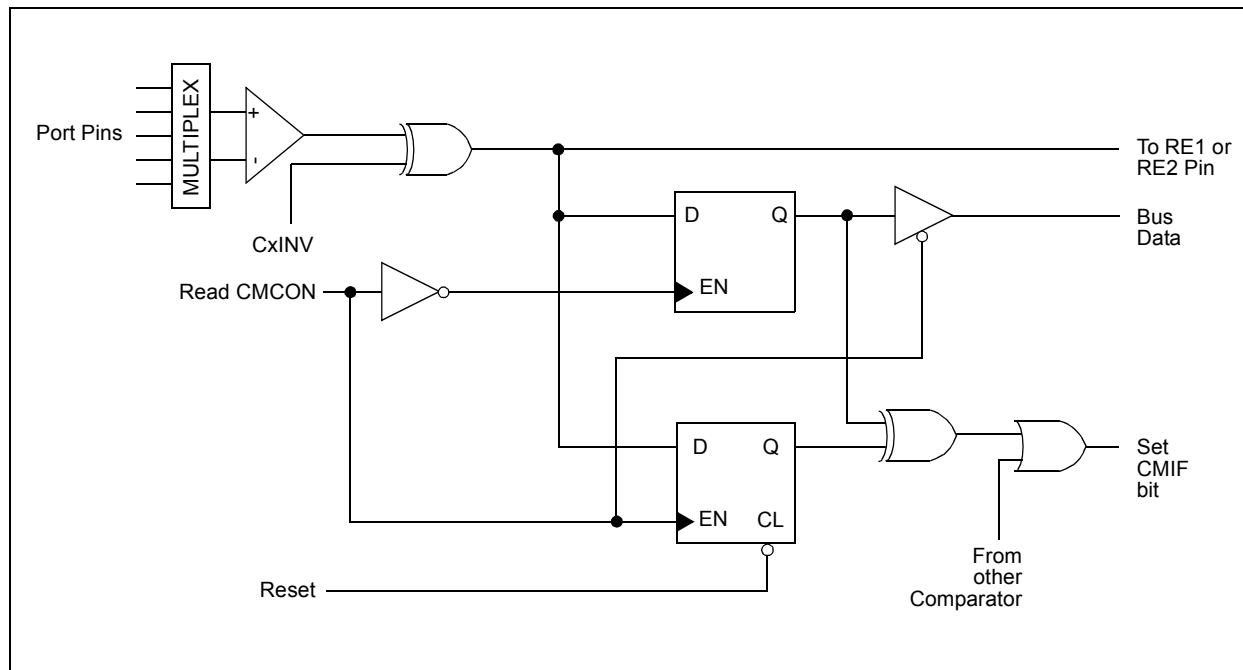 MULTIPLEX
Port Pins
+
-
CxINV
To RE1 or
RE2 Pin
D
Q
EN
Bus
Data
Read CMCON
D
Q
EN
CL
Set
CMIF
bit
From
other
Comparator
Reset